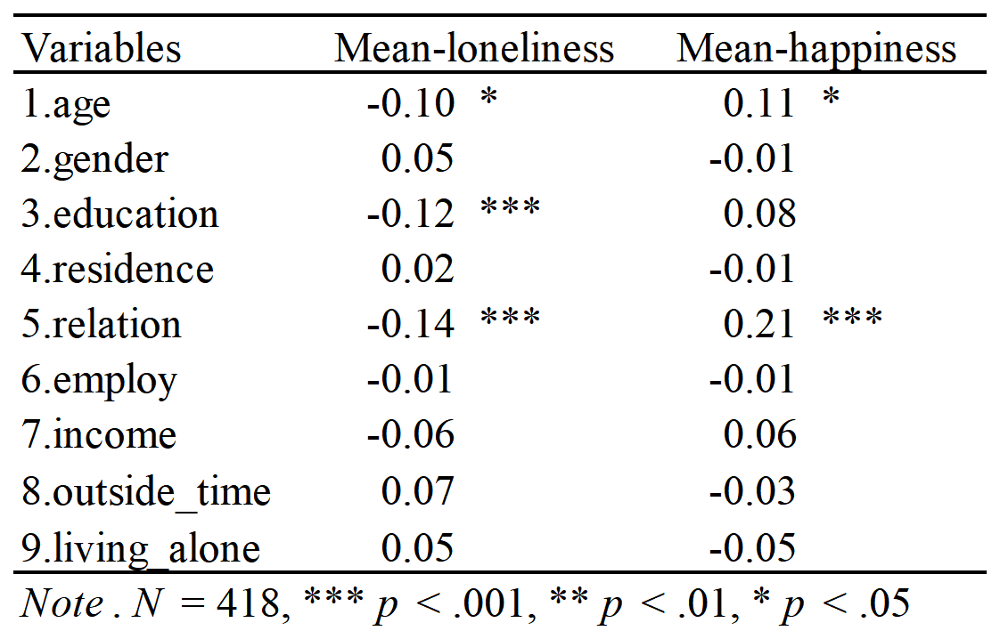 Variables Mean-loneliness Mean-happiness
1.age -0.10 * 0.11 *
2.gender 0.05 -0.01
3.education -0.12 *** 0.08
4.residence 0.02 -0.01
5.relation -0.14 *** 0.21 ***
6.employ -0.01 -0.01
7.income -0.06 0.06
8.outside_time 0.07 -0.03
9.living_alone 0.05 -0.05
Note . N = 418, *** p < .001, ** p < .01, * p < .05